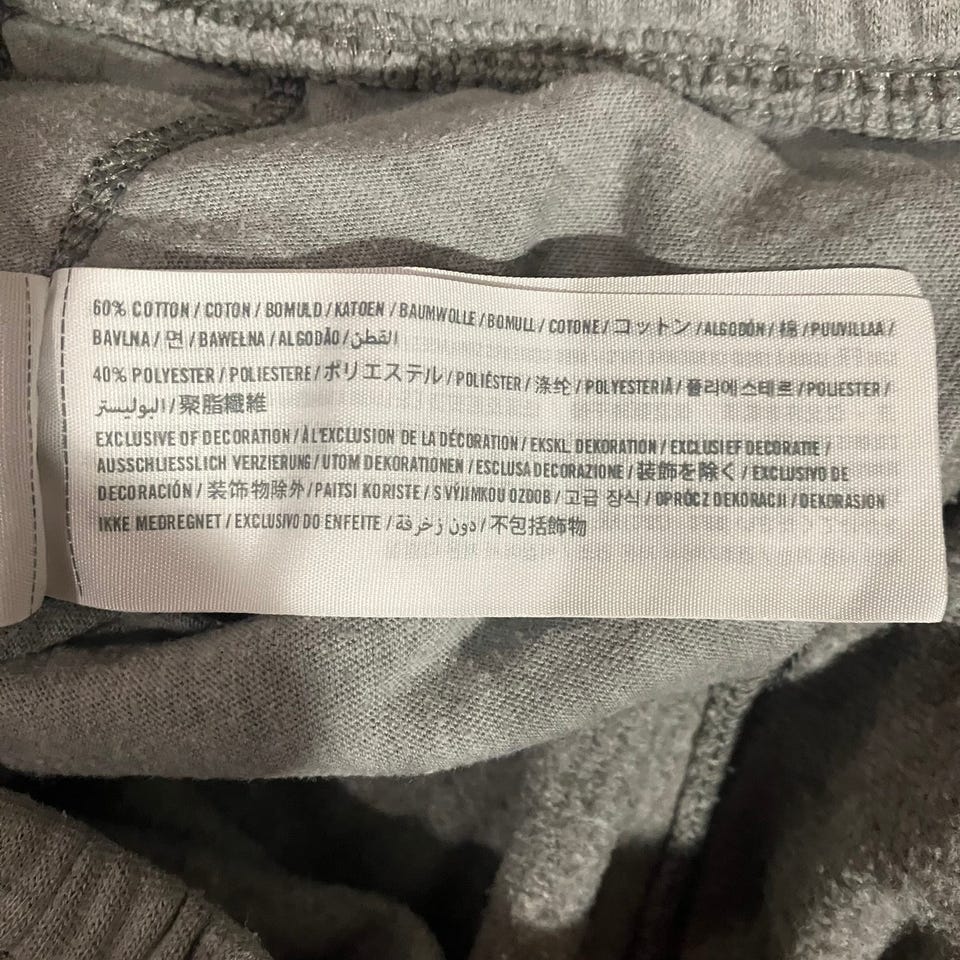 60% COTTON / COTON / BOMULD / KATOEN / BAUMWOLLE / BOMULL / COTONE / コットン / ALGODÓN / 棉 / PUUVILLAA /
BAVLNA / 면 / BAWEŁNA / ALGODÃO / القطن
40% POLYESTER / POLIESTERE / ポリエステル / POLIÉSTER / 涤纶 / POLYESTERIÄ / 폴리에스테르 / POLIESTER /
البوليستر / 聚脂纖維
EXCLUSIVE OF DECORATION / À L'EXCLUSION DE LA DÉCORATION / EKSKL. DEKORATION / EXCLUSIEF DECORATIE /
AUSSCHLIESSLICH VERZIERUNG / UTOM DEKORATIONEN / ESCLUSA DECORAZIONE / 装飾を除く / EXCLUSIVO DE
DECORACIÓN / 装饰物除外 / PAITSI KORISTE / S VÝJIMKOU OZDOB / 고급 장식 / OPRÓCZ DEKORACJI / DEKORASJON
IKKE MEDREGNET / EXCLUSIVO DO ENFEITE / دون زخرفة / 不包括飾物